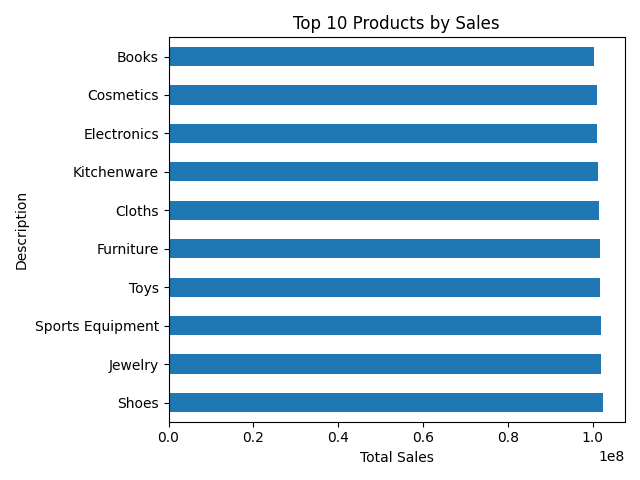 Top 10 Products by Sales
Description
Books
Cosmetics
Electronics
Kitchenware
Cloths
Furniture
Toys
Sports Equipment
Jewelry
Shoes
0.0 0.2 0.4 0.6 0.8 1.0
1e8
Total Sales